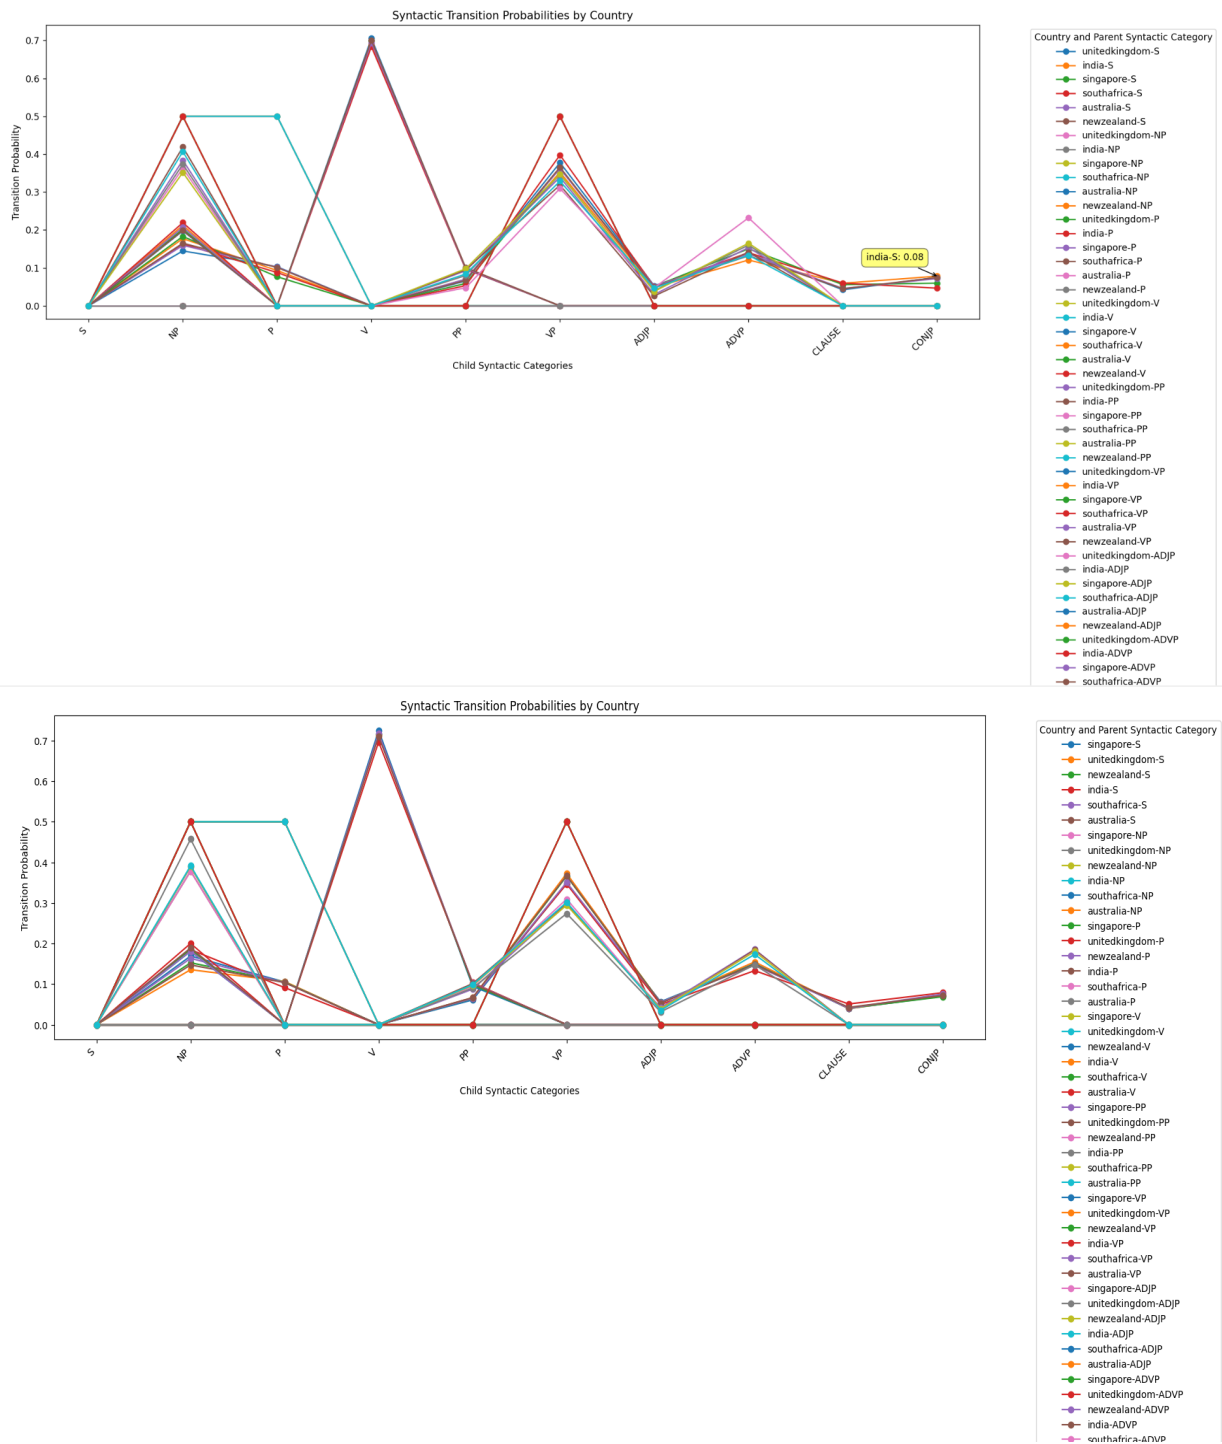 Syntactic Transition Probabilities by Country
Transition Probability
0.7
0.6
0.5
0.4
0.3
0.2
0.1
0.0
india-S: 0.08
S
NP
P
V
PP
VP
ADJP
ADVP
CLAUSE
CONJP
Child Syntactic Categories
Country and Parent Syntactic Category
unitedkingdom-S
india-S
singapore-S
southafrica-S
australia-S
newzealand-S
unitedkingdom-NP
india-NP
singapore-NP
southafrica-NP
australia-NP
newzealand-NP
unitedkingdom-P
india-P
singapore-P
southafrica-P
australia-P
newzealand-P
unitedkingdom-V
india-V
singapore-V
southafrica-V
australia-V
newzealand-V
unitedkingdom-PP
india-PP
singapore-PP
southafrica-PP
australia-PP
newzealand-PP
unitedkingdom-VP
india-VP
singapore-VP
southafrica-VP
australia-VP
newzealand-VP
unitedkingdom-ADJP
india-ADJP
singapore-ADJP
southafrica-ADJP
australia-ADJP
newzealand-ADJP
unitedkingdom-ADVP
india-ADVP
singapore-ADVP
southafrica-ADVP
Syntactic Transition Probabilities by Country
Transition Probability
0.7
0.6
0.5
0.4
0.3
0.2
0.1
0.0
S
NP
P
V
PP
VP
ADJP
ADVP
CLAUSE
CONJP
Child Syntactic Categories
Country and Parent Syntactic Category
singapore-S
unitedkingdom-S
newzealand-S
india-S
southafrica-S
australia-S
singapore-NP
unitedkingdom-NP
newzealand-NP
india-NP
southafrica-NP
australia-NP
singapore-P
unitedkingdom-P
newzealand-P
india-P
southafrica-P
australia-P
singapore-V
unitedkingdom-V
newzealand-V
india-V
southafrica-V
australia-V
singapore-PP
unitedkingdom-PP
newzealand-PP
india-PP
southafrica-PP
australia-PP
singapore-VP
unitedkingdom-VP
newzealand-VP
india-VP
southafrica-VP
australia-VP
singapore-ADJP
unitedkingdom-ADJP
newzealand-ADJP
india-ADJP
southafrica-ADJP
australia-ADJP
singapore-ADVP
unitedkingdom-ADVP
newzealand-ADVP
india-ADVP
southafrica-ADVP